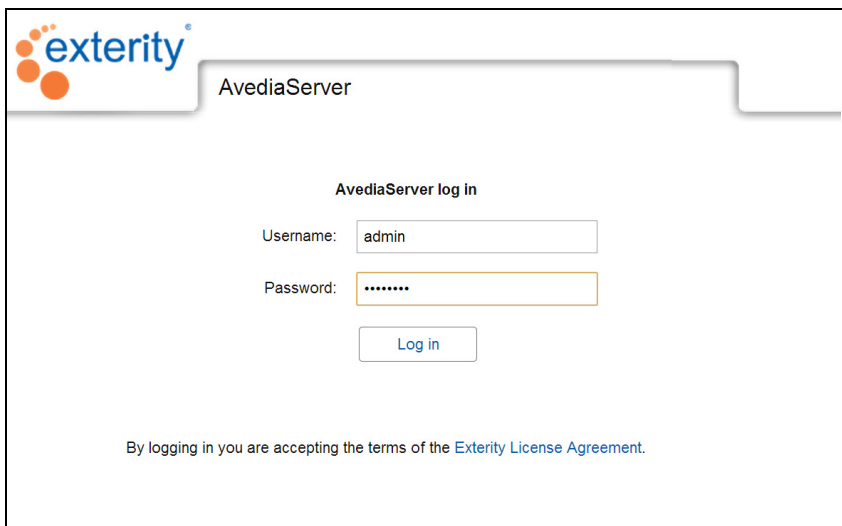 exterity®
AvediaServer
AvediaServer log in
Username: admin
Password: ••••••••
Log in
By logging in you are accepting the terms of the Exterity License Agreement.